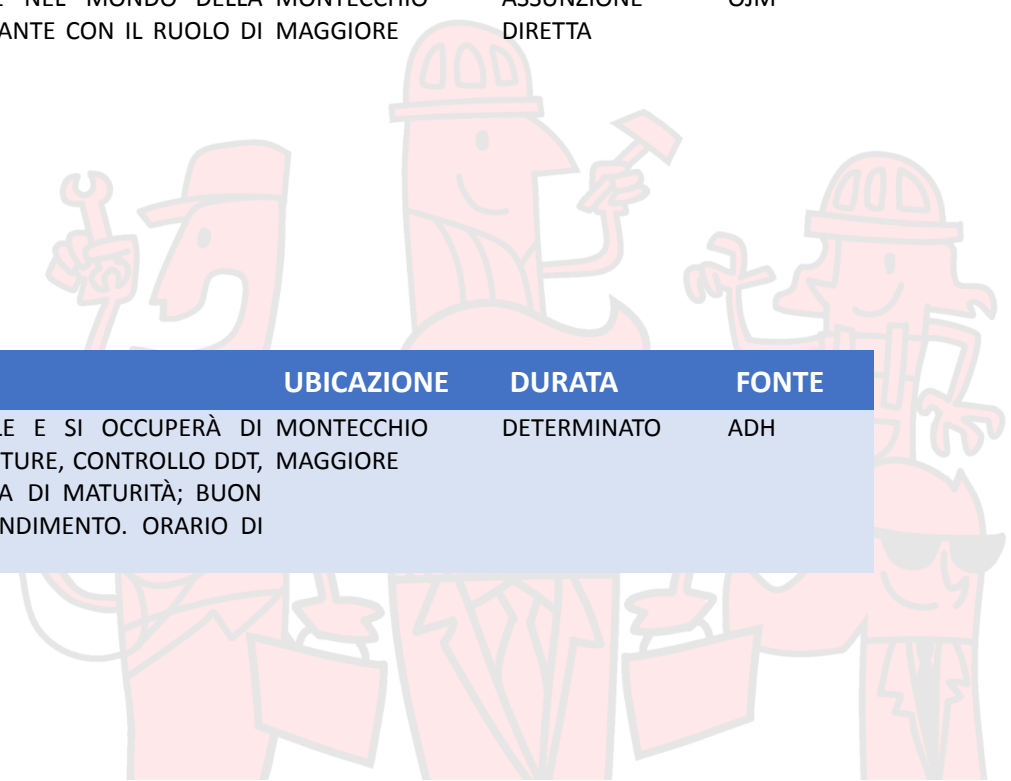 NEL MONDO DELLA MONTECCHIO ASSUNZIONE OJM
ANTE CON IL RUOLO DI MAGGIORE DIRETTA
UBICAZIONE DURATA FONTE
LE E SI OCCUPERÀ DI MONTECCHIO DETERMINATO ADH
TURE, CONTROLLO DDT, MAGGIORE
A DI MATURITÀ; BUON
NDIMENTO. ORARIO DI